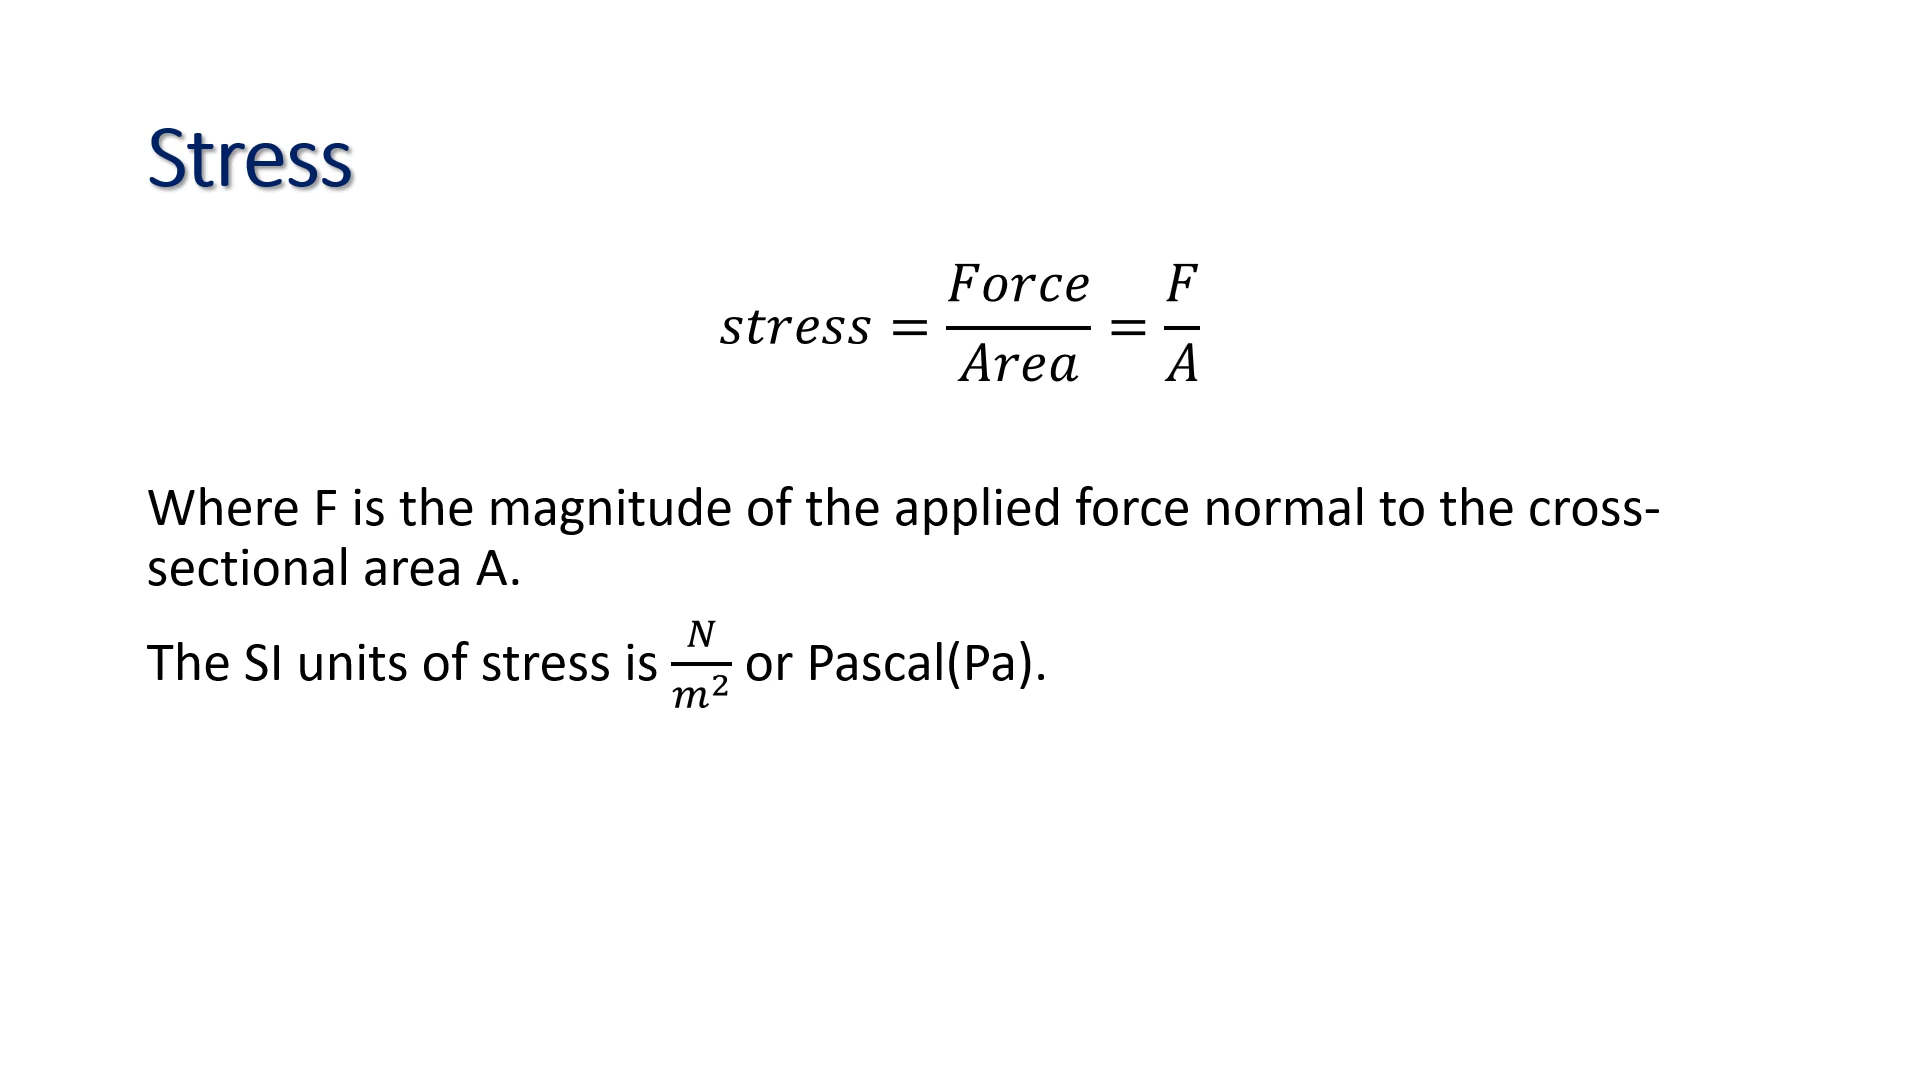 Stress
stress = Force/Area = F/A
Where F is the magnitude of the applied force normal to the cross-
sectional area A.
The SI units of stress is N/m² or Pascal(Pa).